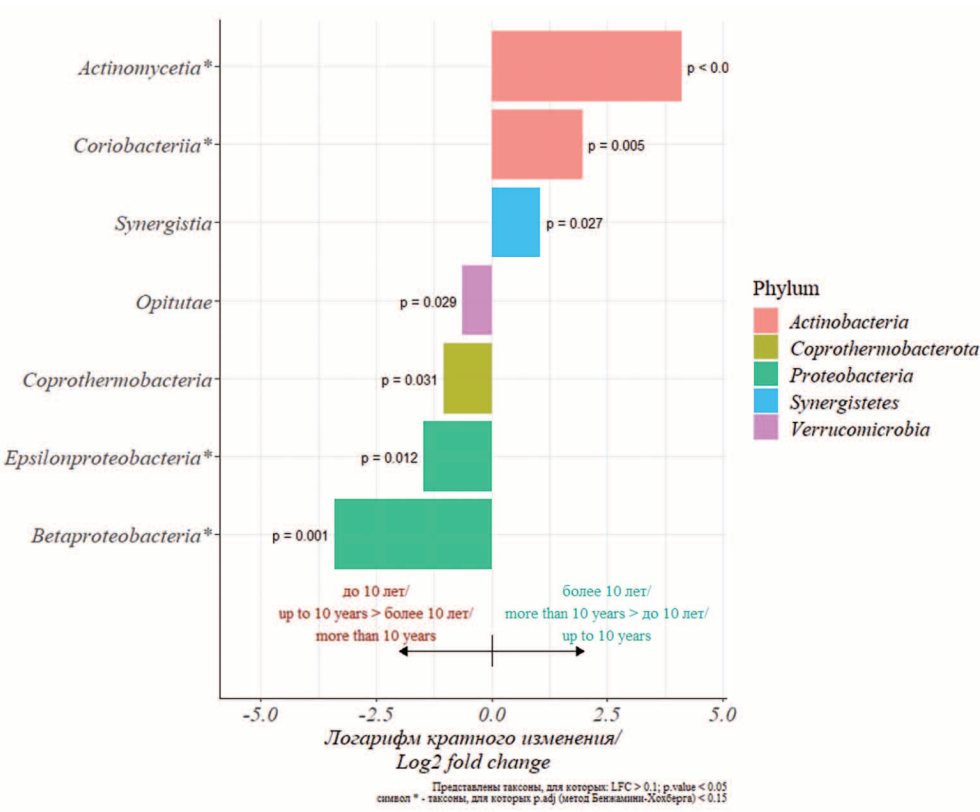 Actinomycetia*
p < 0.0
Coriobacteriia*
p = 0.005
Synergistia
p = 0.027
Opitutae
p = 0.029
Coprothermobacteria
p = 0.031
Epsilonproteobacteria*
p = 0.012
Betaproteobacteria*
p = 0.001
до 10 лет/
up to 10 years > более 10 лет/
more than 10 years
более 10 лет/
more than 10 years > до 10 лет/
up to 10 years
-5.0 -2.5 0.0 2.5 5.0
Логарифм кратного изменения/
Log2 fold change
Представлены таксоны, для которых: LFC > 0.1; p.value < 0.05
символ * - таксоны, для которых p.adj (метод Бенжамини-Хохберга) < 0.15
Phylum
Actinobacteria
Coprothermobacterota
Proteobacteria
Synergistetes
Verrucomicrobia